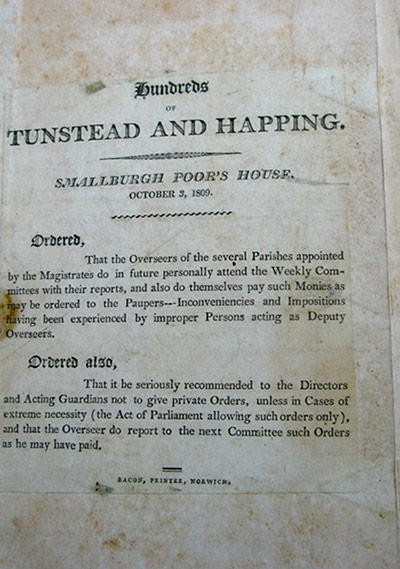 Hundreds
OF
TUNSTEAD AND HAPPING.
SMALLBURGH POOR'S HOUSE.
OCTOBER 3, 1809.
Ordered,
That the Overseers of the several Parishes appointed
by the Magistrates do in future personally attend the Weekly Com-
mittees with their reports, and also do themselves pay such Monies as
may be ordered to the Paupers---Inconveniencies and Impositions
having been experienced by improper Persons acting as Deputy
Overseers.
Ordered also,
That it be seriously recommended to the Directors
and Acting Guardians not to give private Orders, unless in Cases of
extreme necessity (the Act of Parliament allowing such orders only),
and that the Overseer do report to the next Committee such Orders
as he may have paid.
BACON, PRINTER, NORWICH.